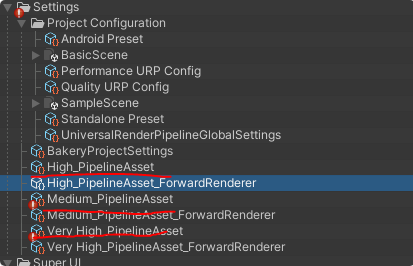 Settings
Project Configuration
Android Preset
BasicScene
Performance URP Config
Quality URP Config
SampleScene
Standalone Preset
UniversalRenderPipelineGlobalSettings
BakeryProjectSettings
High_PipelineAsset
High_PipelineAsset_ForwardRenderer
Medium_PipelineAsset
Medium_PipelineAsset_ForwardRenderer
Very High_PipelineAsset
Very High_PipelineAsset_ForwardRenderer
Super UI